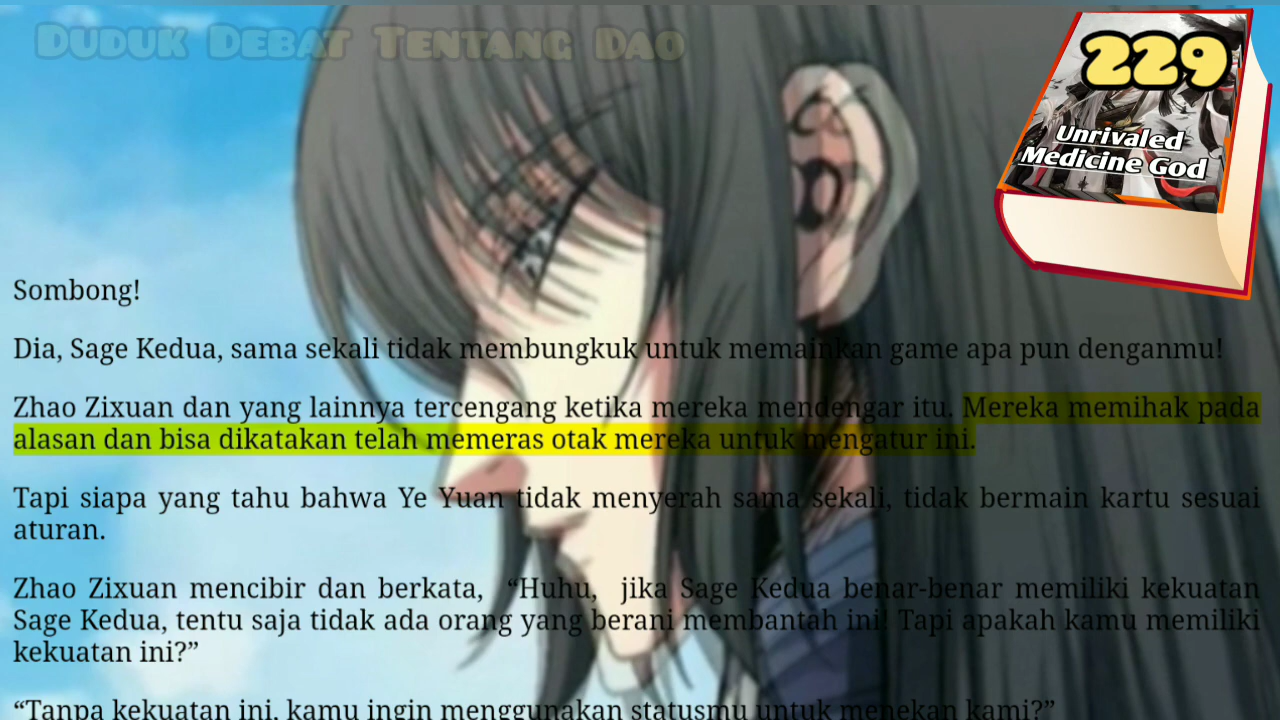 Duduk Debat Tentang Dao
229
Unrivaled
Medicine God
Sombong!
Dia, Sage Kedua, sama sekali tidak membungkuk untuk memainkan game apa pun denganmu!
Zhao Zixuan dan yang lainnya tercengang ketika mereka mendengar itu. Mereka memihak pada
alasan dan bisa dikatakan telah memeras otak mereka untuk mengatur ini.
Tapi siapa yang tahu bahwa Ye Yuan tidak menyerah sama sekali, tidak bermain kartu sesuai
aturan.
Zhao Zixuan mencibir dan berkata, “Huhu, jika Sage Kedua benar-benar memiliki kekuatan
Sage Kedua, tentu saja tidak ada orang yang berani membantah ini! Tapi apakah kamu memiliki
kekuatan ini?”
“Tanpa kekuatan ini, kamu ingin menggunakan statusmu untuk menekan kami?”